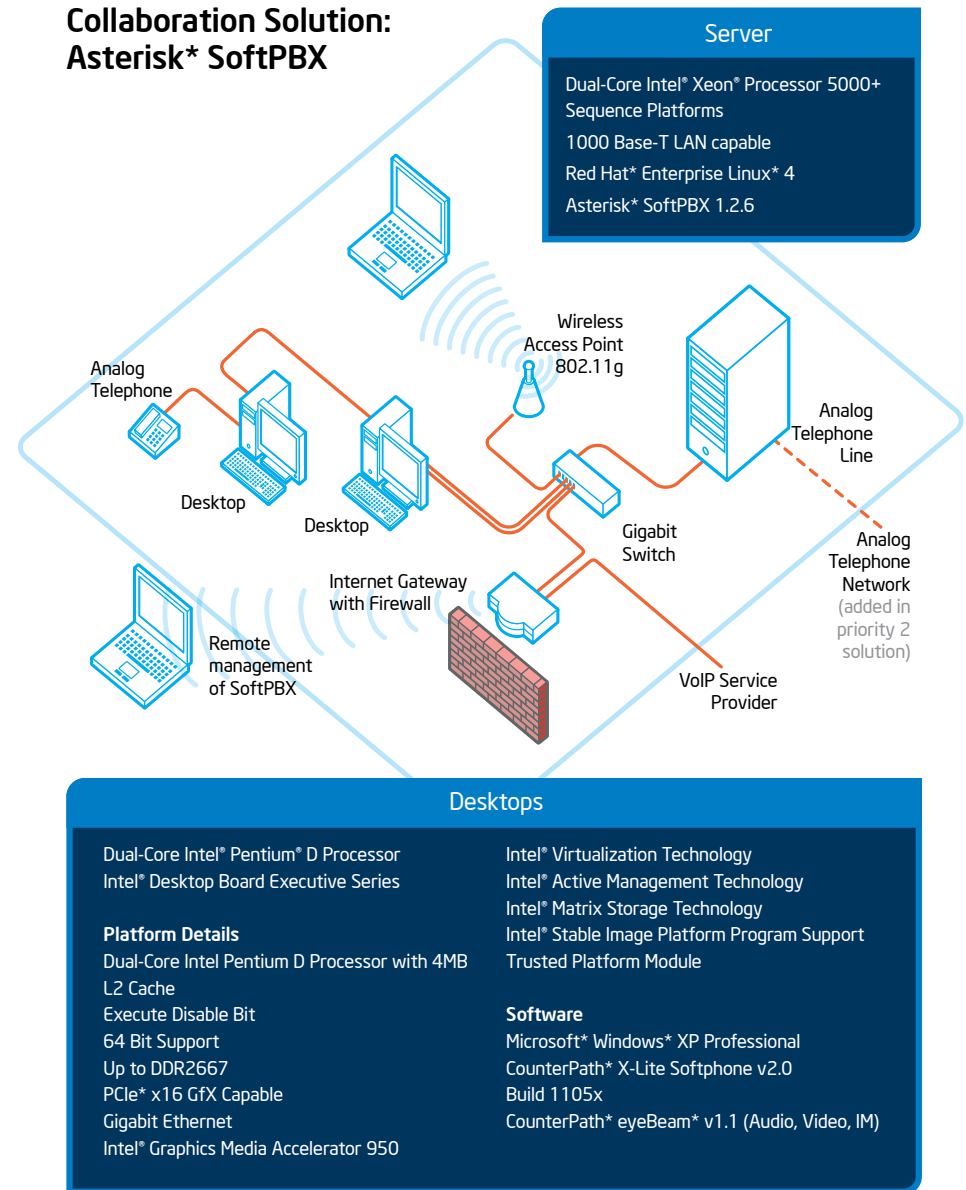 Collaboration Solution:
Asterisk* SoftPBX
Server
Dual-Core Intel® Xeon® Processor 5000+
Sequence Platforms
1000 Base-T LAN capable
Red Hat* Enterprise Linux* 4
Asterisk* SoftPBX 1.2.6
Wireless
Access Point
802.11g
Analog
Telephone
Analog
Telephone
Line
Desktop
Desktop
Gigabit
Switch
Analog
Telephone
Network
(added in
priority 2
solution)
Internet Gateway
with Firewall
Remote
management
of SoftPBX
VoIP Service
Provider
Desktops
Dual-Core Intel® Pentium® D Processor
Intel® Desktop Board Executive Series
Platform Details
Dual-Core Intel Pentium D Processor with 4MB
L2 Cache
Execute Disable Bit
64 Bit Support
Up to DDR2667
PCIe* x16 GfX Capable
Gigabit Ethernet
Intel® Graphics Media Accelerator 950
Intel® Virtualization Technology
Intel® Active Management Technology
Intel® Matrix Storage Technology
Intel® Stable Image Platform Program Support
Trusted Platform Module
Software
Microsoft* Windows* XP Professional
CounterPath* X-Lite Softphone v2.0
Build 1105x
CounterPath* eyeBeam* v1.1 (Audio, Video, IM)